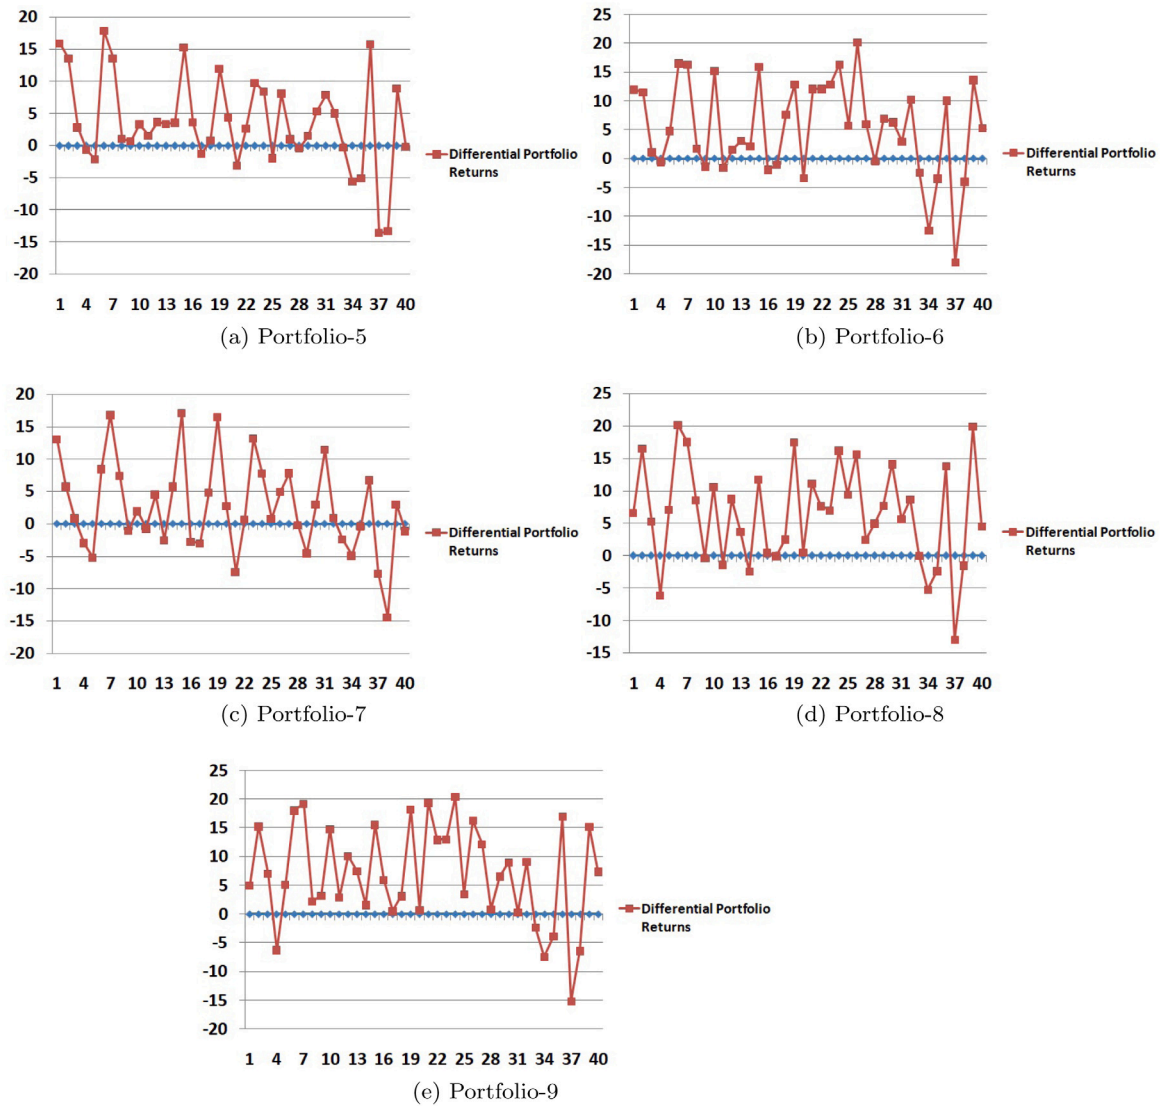 20
15
10
5
0
-5
-10
-15
-20
1 4 7 10 13 16 19 22 25 28 31 34 37 40
Differential Portfolio
Returns
(a) Portfolio-5
25
20
15
10
5
0
-5
-10
-15
-20
1 4 7 10 13 16 19 22 25 28 31 34 37 40
Differential Portfolio
Returns
(b) Portfolio-6
20
15
10
5
0
-5
-10
-15
-20
1 4 7 10 13 16 19 22 25 28 31 34 37 40
Differential Portfolio
Returns
(c) Portfolio-7
25
20
15
10
5
0
-5
-10
-15
1 4 7 10 13 16 19 22 25 28 31 34 37 40
Differential Portfolio
Returns
(d) Portfolio-8
25
20
15
10
5
0
-5
-10
-15
-20
1 4 7 10 13 16 19 22 25 28 31 34 37 40
Differential Portfolio
Returns
(e) Portfolio-9